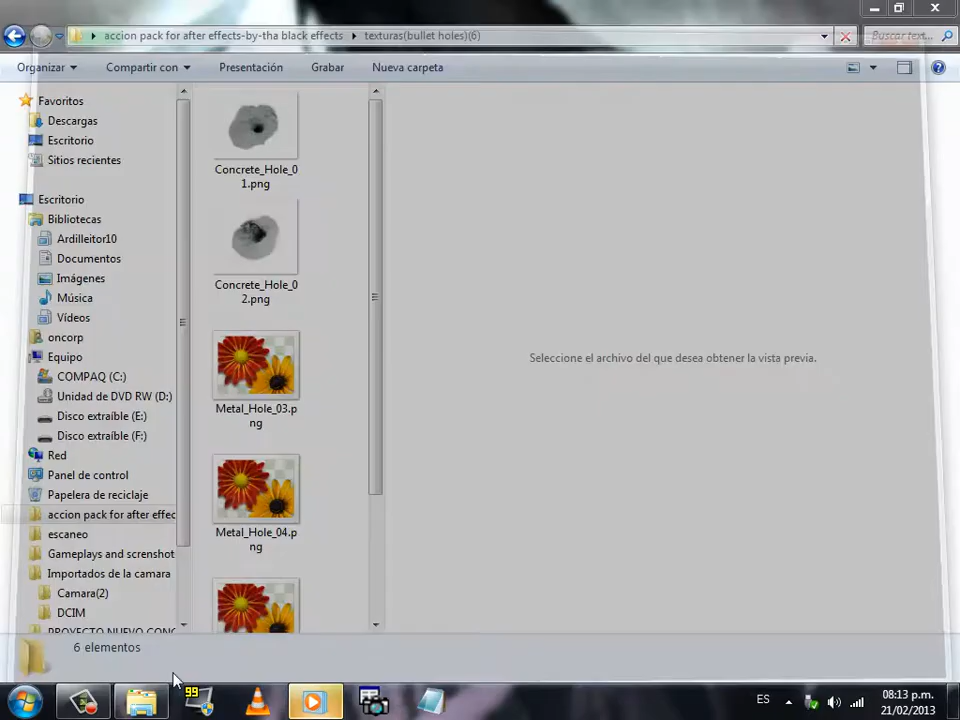 accion pack for after effects-by-tha black effects
texturas(bullet holes)(6)
Buscar text...
Organizar
Compartir con
Presentación
Grabar
Nueva carpeta
Favoritos
Descargas
Escritorio
Sitios recientes
Escritorio
Bibliotecas
Ardilleitor10
Documentos
Imágenes
Música
Vídeos
oncorp
Equipo
COMPAQ (C:)
Unidad de DVD RW (D:)
Disco extraíble (E:)
Disco extraíble (F:)
Red
Panel de control
Papelera de reciclaje
accion pack for after effec
escaneo
Gameplays and screnshot
Importados de la camara
Camara(2)
DCIM
PROYECTO NUEVO CONC
Concrete_Hole_0
1.png
Concrete_Hole_0
2.png
Metal_Hole_03.p
ng
Metal_Hole_04.p
ng
Seleccione el archivo del que desea obtener la vista previa.
6 elementos
99
ES
08:13 p.m.
21/02/2013